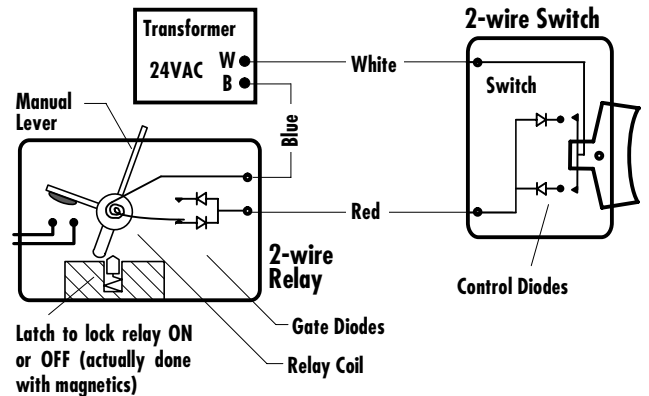 2-wire Switch
Transformer
24VAC
W
B
White
Switch
Manual
Lever
Blue
Red
2-wire
Relay
Control Diodes
Gate Diodes
Relay Coil
Latch to lock relay ON
or OFF (actually done
with magnetics)